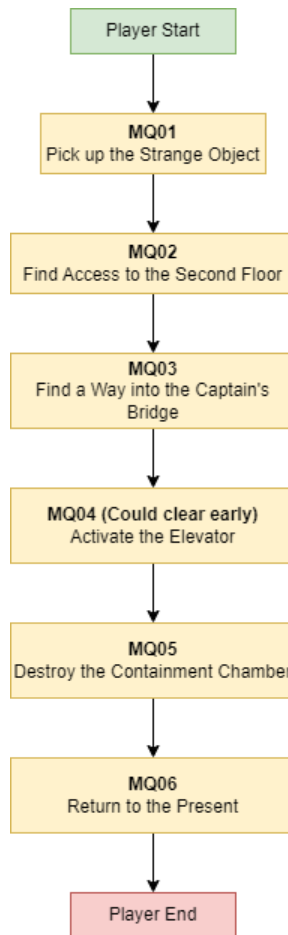 Player Start
MQ01
Pick up the Strange Object
MQ02
Find Access to the Second Floor
MQ03
Find a Way into the Captain's
Bridge
MQ04 (Could clear early)
Activate the Elevator
MQ05
Destroy the Containment Chamber
MQ06
Return to the Present
Player End